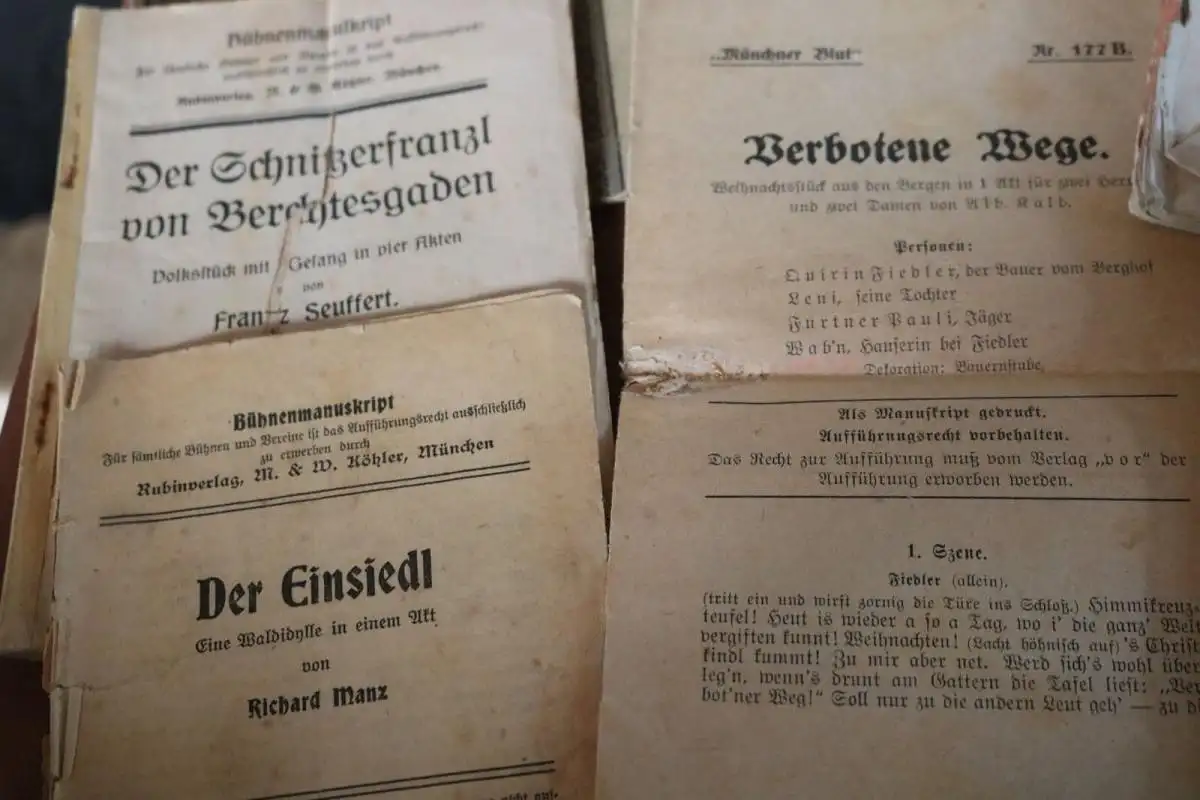 Bühnenmanuskript
Rubinverlag, M. & W. Köhler, München.
Der Schnitzerfranzl
von Berchtesgaden
Volksstück mit Gesang in vier Akten
von
Franz Seuffert.
Bühnenmanuskript
Für sämtliche Bühnen und Vereine ist das Aufführungsrecht ausschließlich
zu erwerben durch
Rubinverlag, M. & W. Köhler, München
Der Einsiedl
Eine Waldidylle in einem Akt
von
Richard Manz
"Münchner Blut"
Nr. 177 B.
Verbotene Wege.
Weihnachtsstück aus den Bergen in 1 Akt für zwei
und zwei Damen von Alb. Kalb.
Personen:
Quirin Fiedler, der Bauer vom Berghof
Leni, seine Tochter
Furtner Pauli, Jäger
Wab'n, Hauserin bei Fiedler
Dekoration: Bauernstube.
Als Manuskript gedruckt.
Aufführungsrecht vorbehalten.
Das Recht zur Aufführung muß vom Verlag „vor“ der
Aufführung erworben werden.
1. Szene.
Fiedler (allein).
(tritt ein und wirft zornig die Türe ins Schloß.) Himmikreuz-
teufel! Heut is wieder a so a Tag, wo i' die ganz' Welt
vergiften kunnt! Weihnachten! (Lacht höhnisch auf) 's Christ
kindl kummt! Zu mir aber net. Werd sich's wohl über
leg'n, wenn's drunt am Gattern die Tafel liest: „Ver
bot'ner Weg!“ Soll nur zu die andern Leut geh' — zu